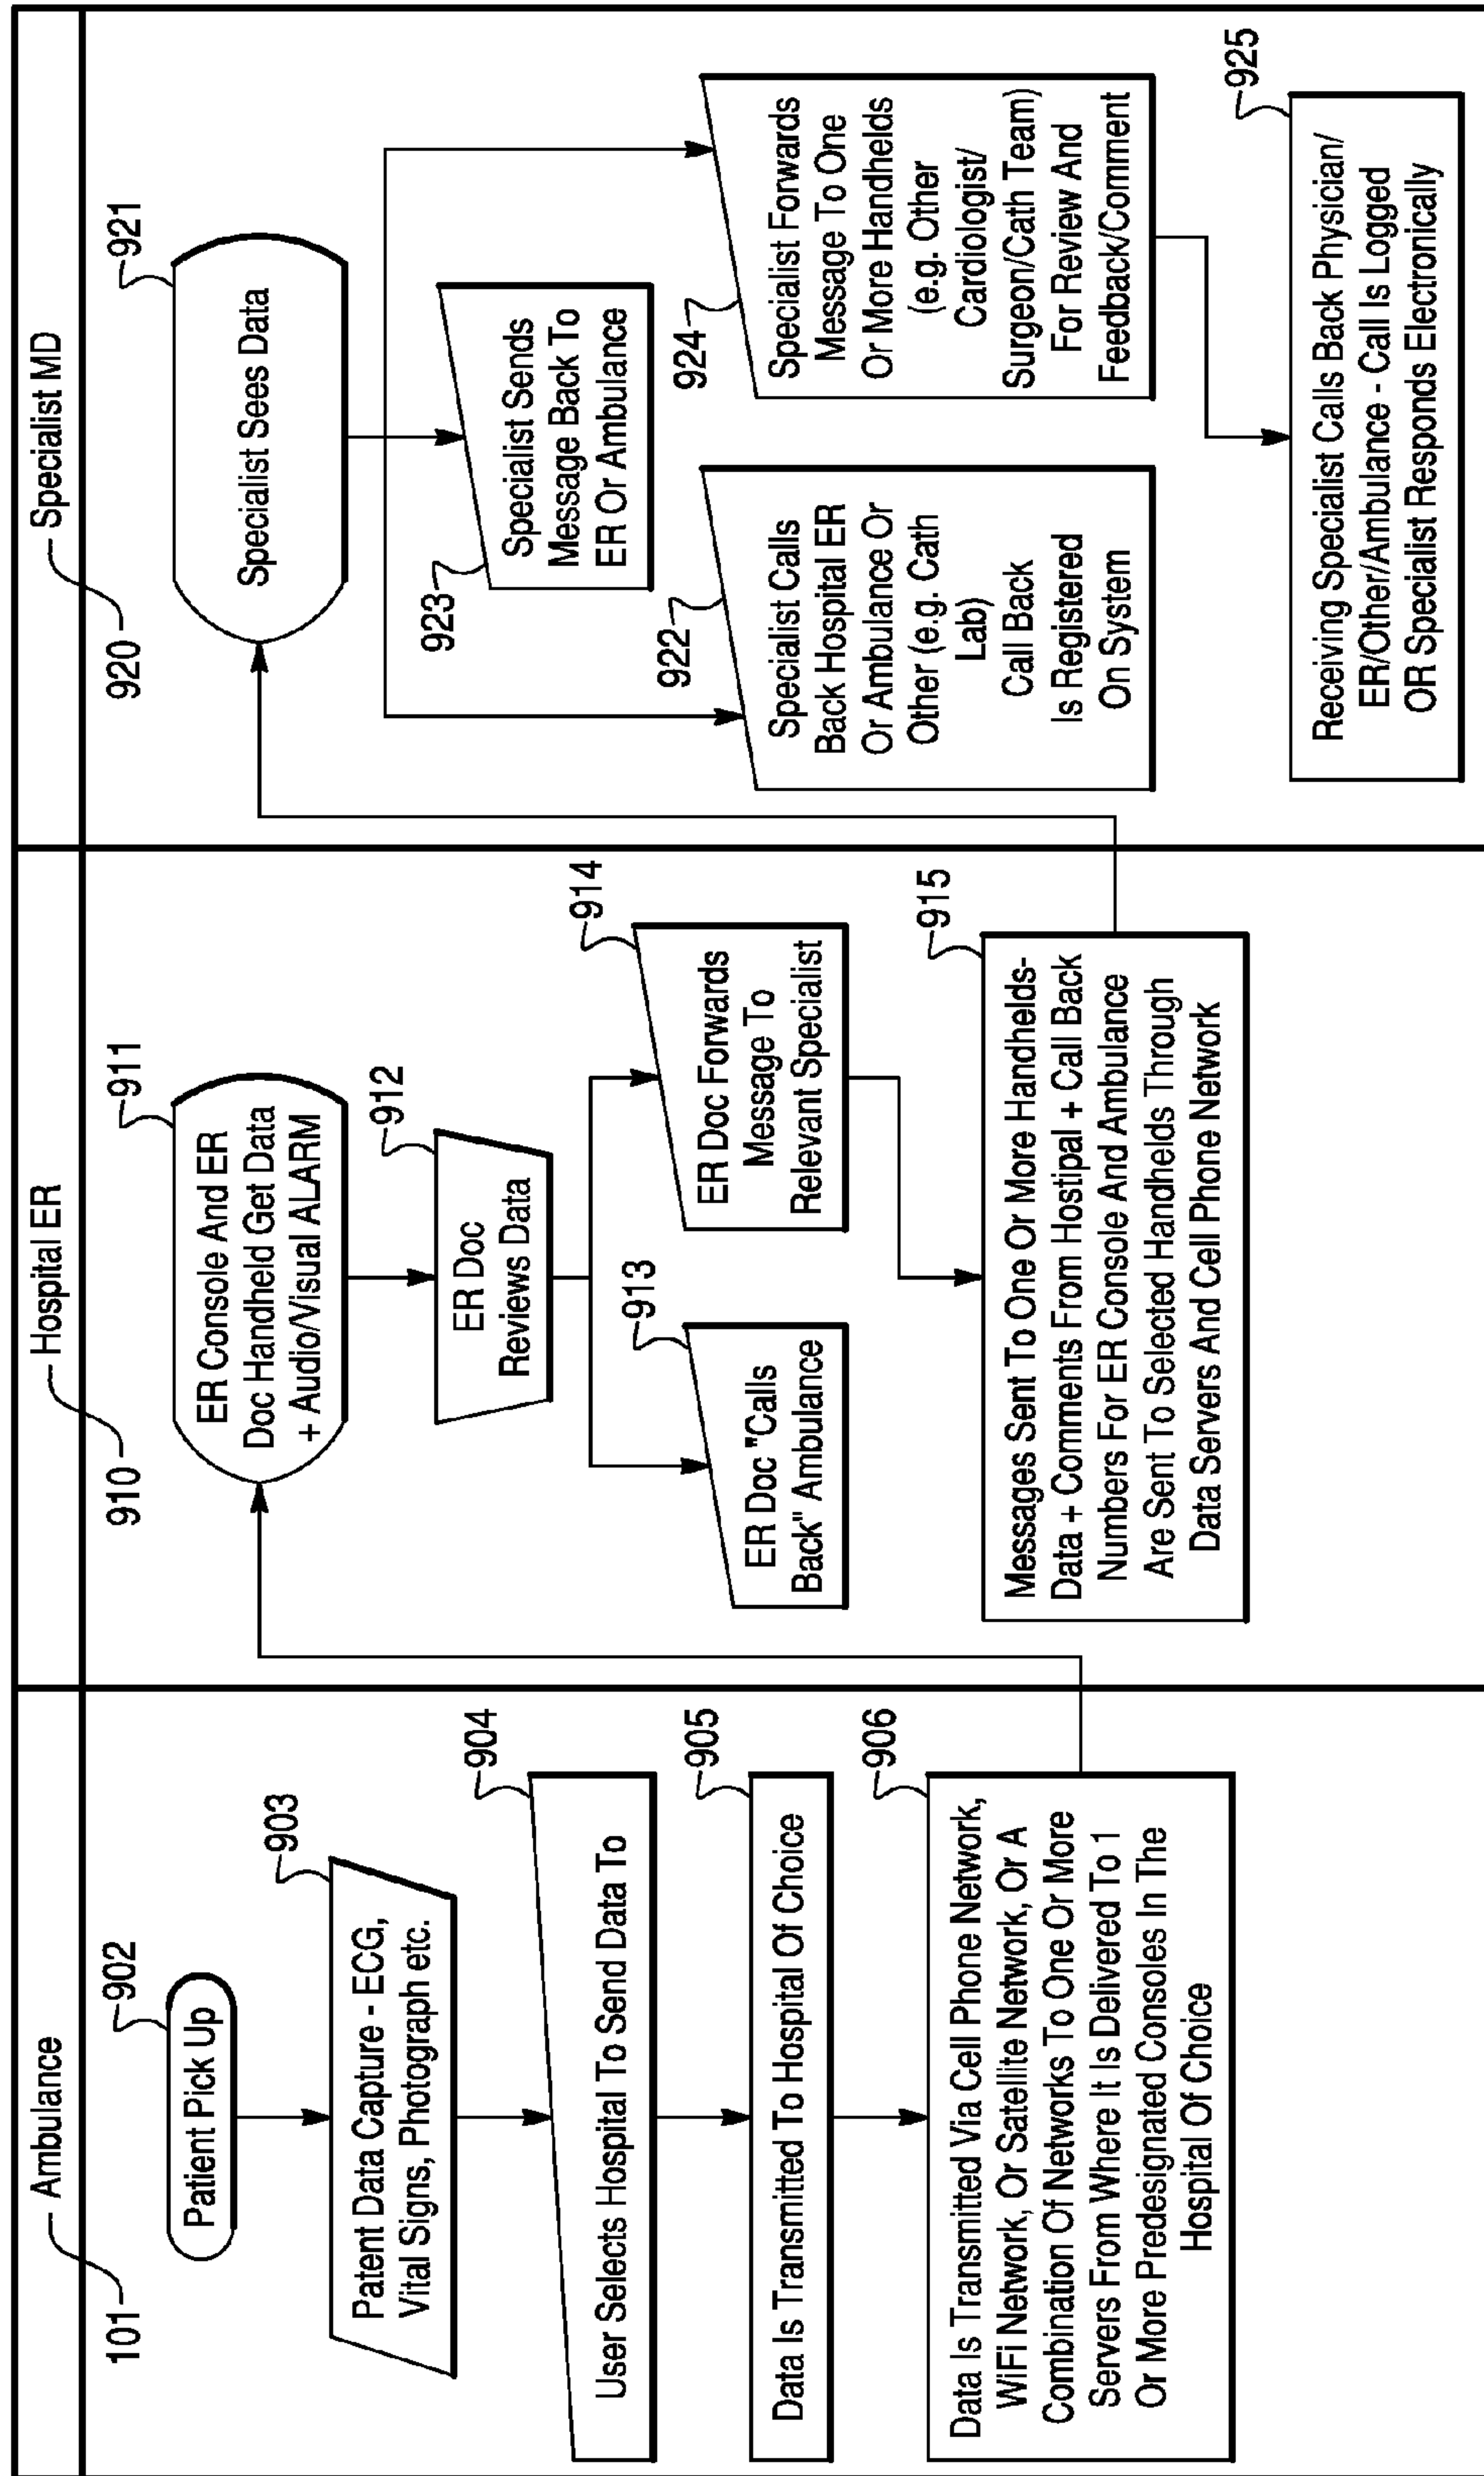 Ambulance
101
902
Patient Pick Up
903
Patent Data Capture - ECG,
Vital Signs, Photograph etc.
904
User Selects Hospital To Send Data To
905
Data Is Transmitted To Hospital Of Choice
906
Data Is Transmitted Via Cell Phone Network,
WiFi Network, Or Satellite Network, Or A
Combination Of Networks To One Or More
Servers From Where It Is Delivered To 1
Or More Predesignated Consoles In The
Hospital Of Choice
Hospital ER
910
911
ER Console And ER
Doc Handheld Get Data
+ Audio/Visual ALARM
912
ER Doc
Reviews Data
913
ER Doc "Calls
Back" Ambulance
914
ER Doc Forwards
Message To
Relevant Specialist
915
Messages Sent To One Or More Handhelds-
Data + Comments From Hostipal + Call Back
Numbers For ER Console And Ambulance
Are Sent To Selected Handhelds Through
Data Servers And Cell Phone Network
Specialist MD
920
921
Specialist Sees Data
923
Specialist Sends
Message Back To
ER Or Ambulance
922
Specialist Calls
Back Hospital ER
Or Ambulance Or
Other (e.g. Cath
Lab)
Call Back
Is Registered
On System
924
Specialist Forwards
Message To One
Or More Handhelds
(e.g. Other
Cardiologist/
Surgeon/Cath Team)
For Review And
Feedback/Comment
925
Receiving Specialist Calls Back Physician/
ER/Other/Ambulance - Call Is Logged
OR Specialist Responds Electronically